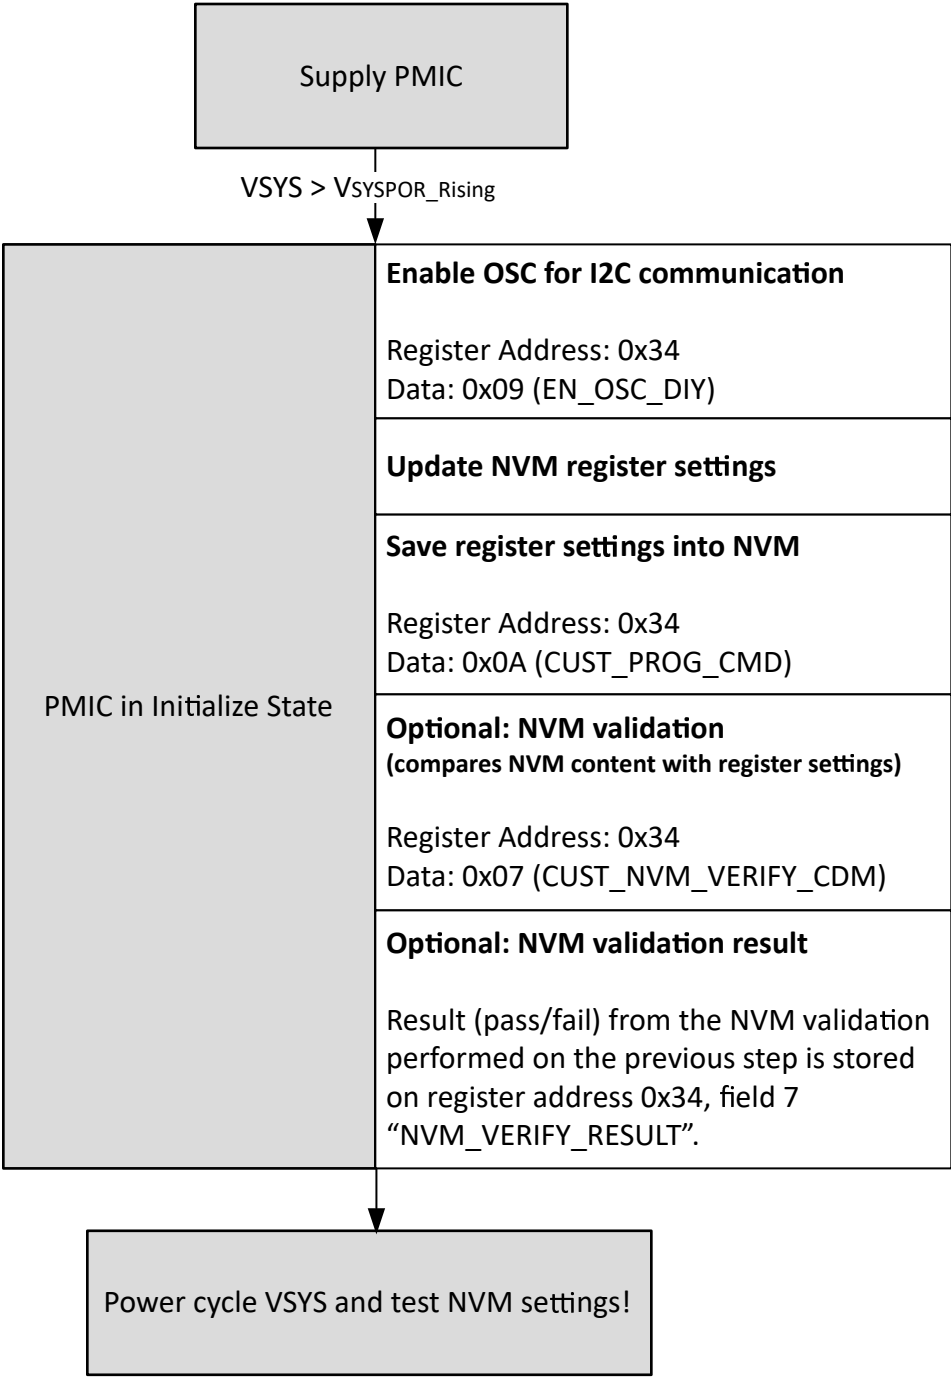 Supply PMIC
VSYS > VSYSPOR_Rising
PMIC in Initialize State
Enable OSC for I2C communication
Register Address: 0x34
Data: 0x09 (EN_OSC_DIY)
Update NVM register settings
Save register settings into NVM
Register Address: 0x34
Data: 0x0A (CUST_PROG_CMD)
Optional: NVM validation
(compares NVM content with register settings)
Register Address: 0x34
Data: 0x07 (CUST_NVM_VERIFY_CDM)
Optional: NVM validation result
Result (pass/fail) from the NVM validation
performed on the previous step is stored
on register address 0x34, field 7
“NVM_VERIFY_RESULT”.
Power cycle VSYS and test NVM settings!